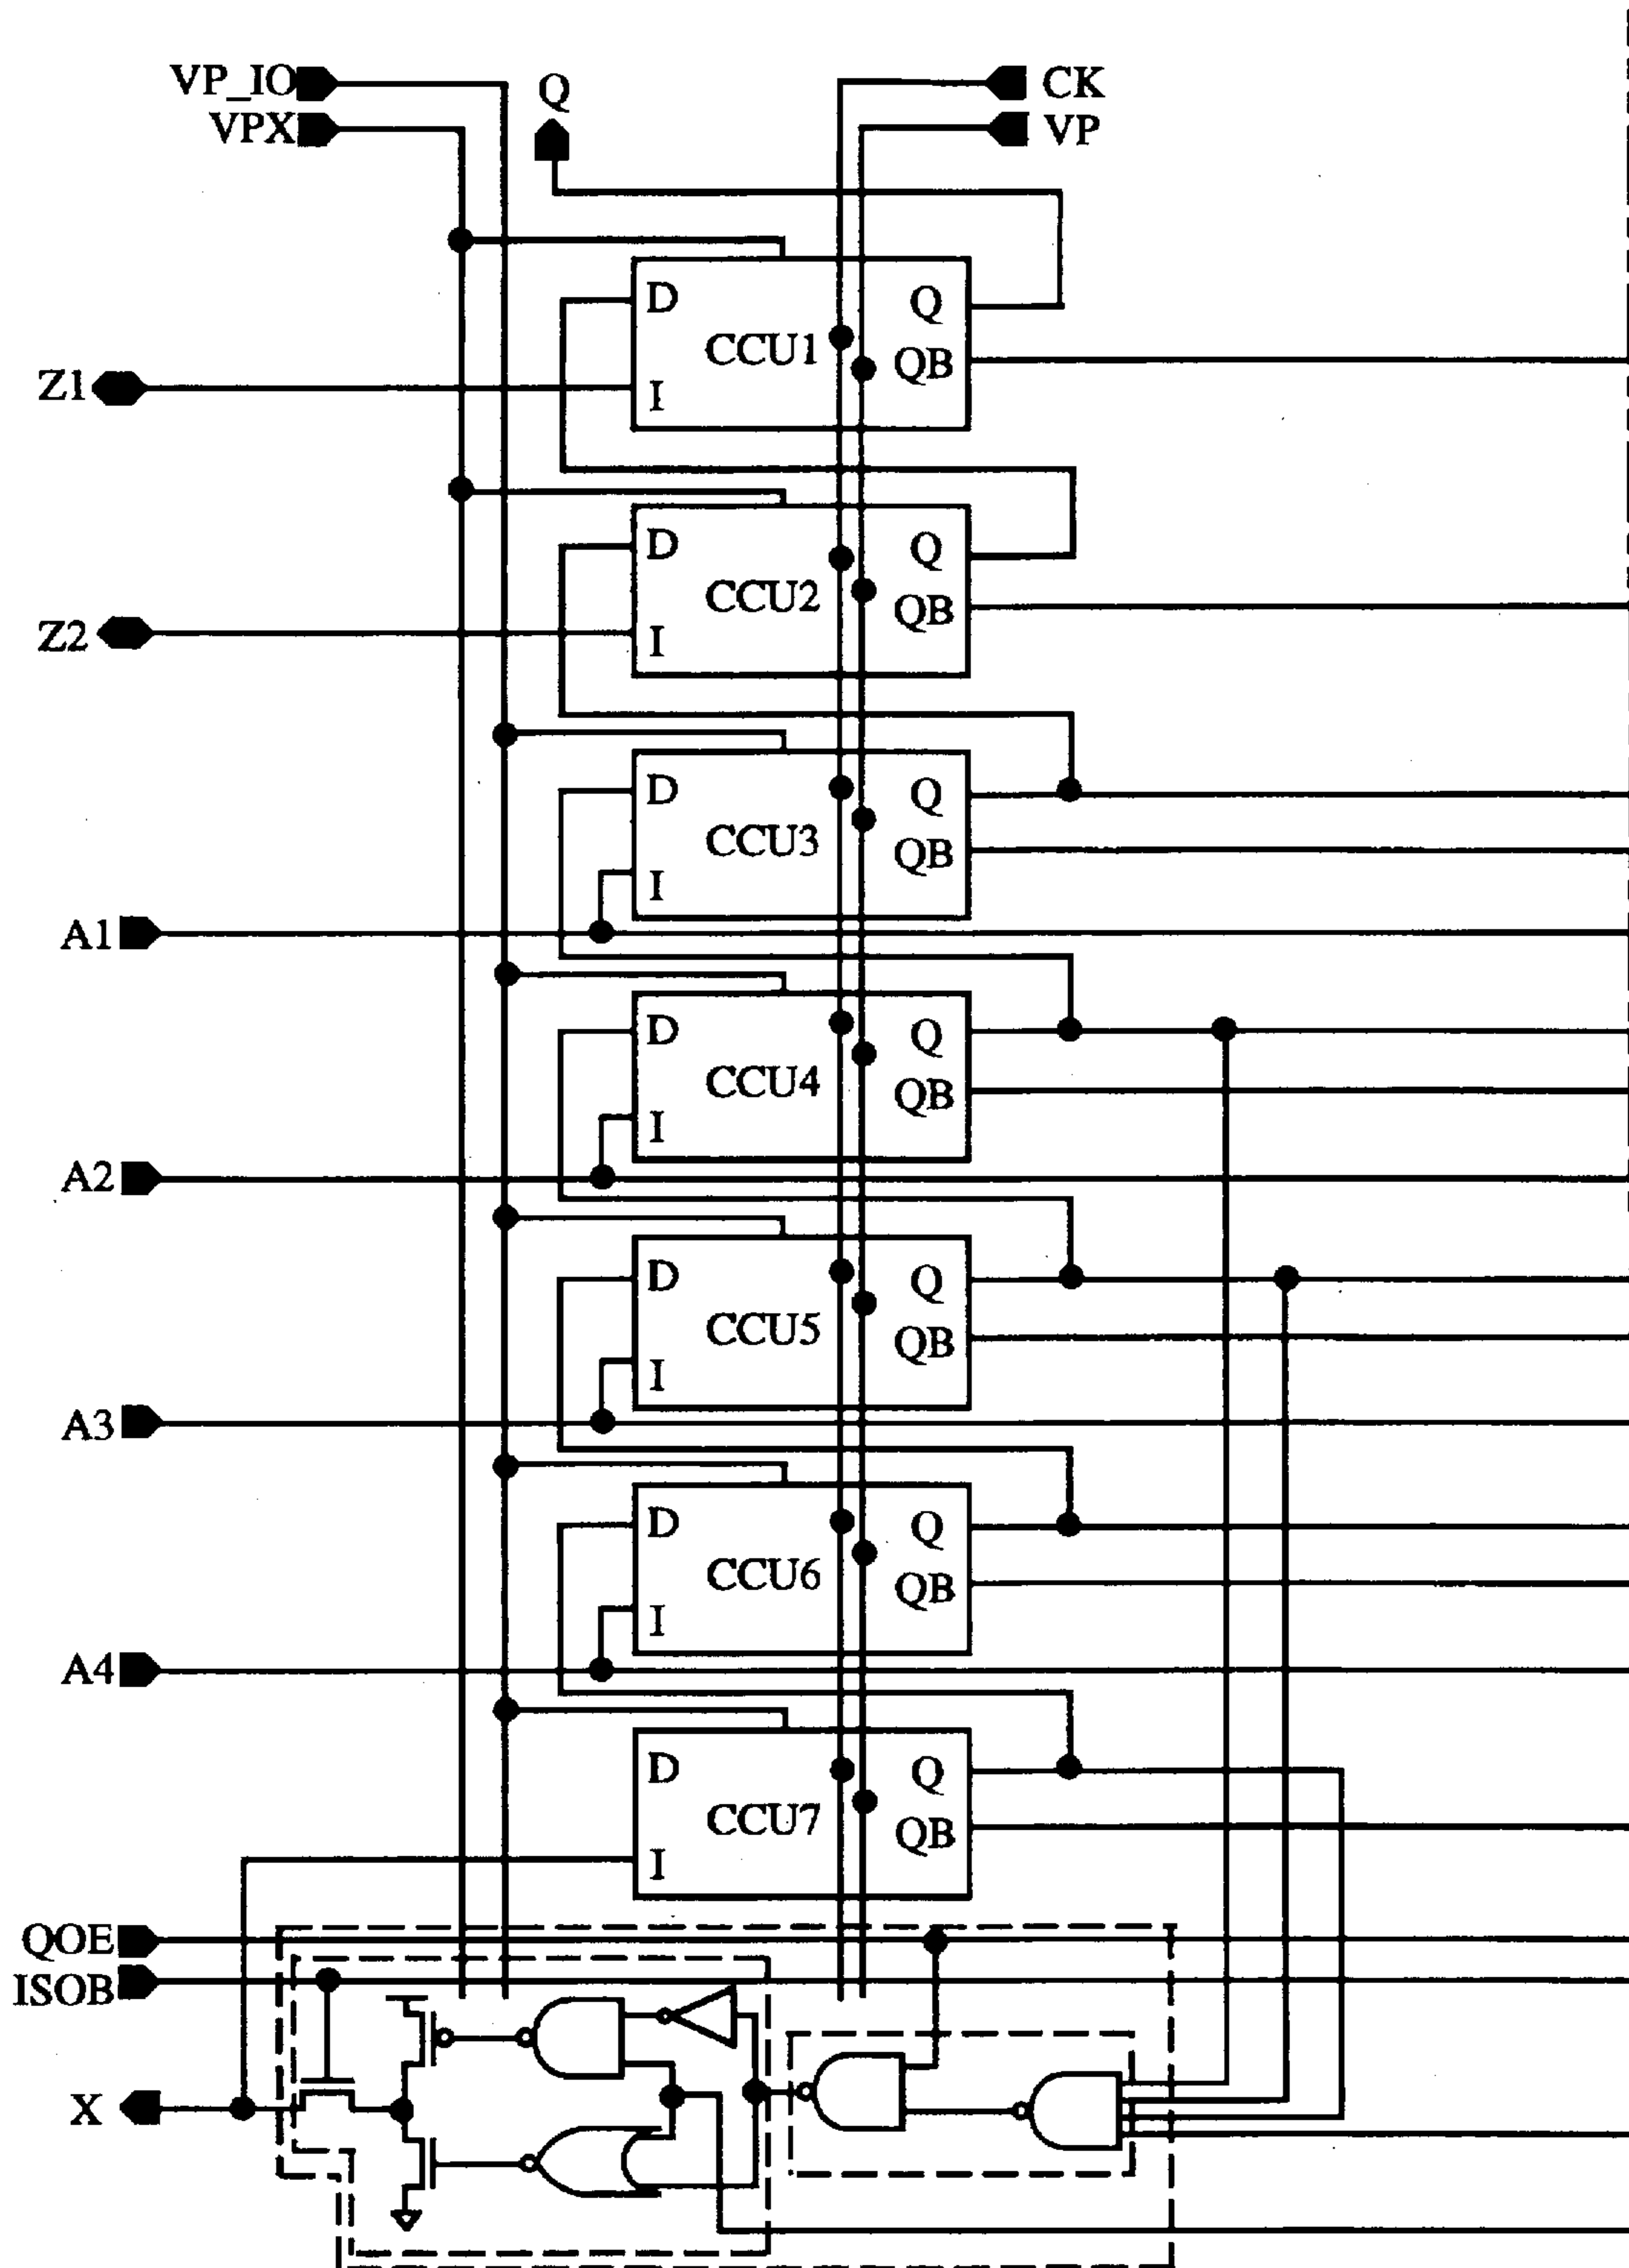 VP_IO
Q
CK
VPX
VP
D
Q
CCU1
QB
Z1
I
D
Q
CCU2
QB
Z2
I
D
Q
CCU3
QB
I
A1
D
Q
CCU4
QB
I
A2
D
Q
CCU5
QB
I
A3
D
Q
CCU6
QB
I
A4
D
Q
CCU7
QB
I
QOE
ISOB
X